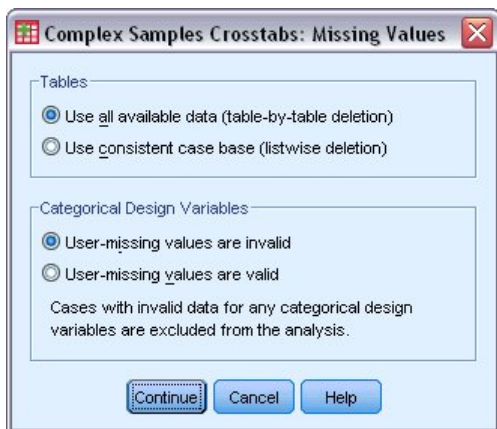 Complex Samples Crosstabs: Missing Values
Tables
Use all available data (table-by-table deletion)
Use consistent case base (listwise deletion)
Categorical Design Variables
User-missing values are invalid
User-missing values are valid
Cases with invalid data for any categorical design
variables are excluded from the analysis.
Continue Cancel Help